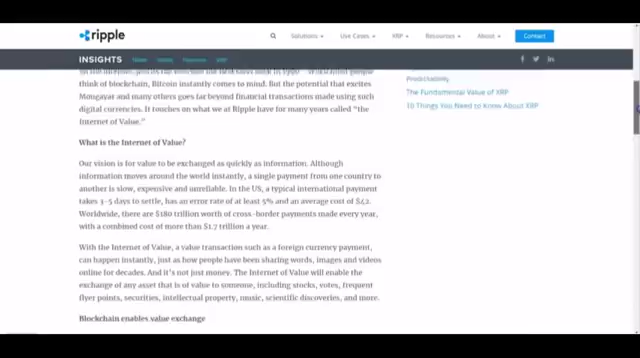 ripple
Solutions
Use Cases
XRP
Resources
About
Contact
INSIGHTS
News
think of blockchain, Bitcoin instantly comes to mind. But the potential that excites
Mougayar and many others goes far beyond financial transactions made using such
digital currencies. It touches on what we at Ripple have for many years called “the
Internet of Value.”
What is the Internet of Value?
Our vision is for value to be exchanged as quickly as information. Although
information moves around the world instantly, a single payment from one country to
another is slow, expensive and unreliable. In the US, a typical international payment
takes 3–5 days to settle, has an error rate of at least 5% and an average cost of $42.
Worldwide, there are $180 trillion worth of cross-border payments made every year,
with a combined cost of more than $1.7 trillion a year.
With the Internet of Value, a value transaction such as a foreign currency payment,
can happen instantly, just as how people have been sharing words, images and videos
online for decades. And it’s not just money. The Internet of Value will enable the
exchange of any asset that is of value to someone, including stocks, votes, frequent
flyer points, securities, intellectual property, music, scientific discoveries, and more.
Blockchain enables value exchange
Predictability
The Fundamental Value of XRP
10 Things You Need to Know About XRP